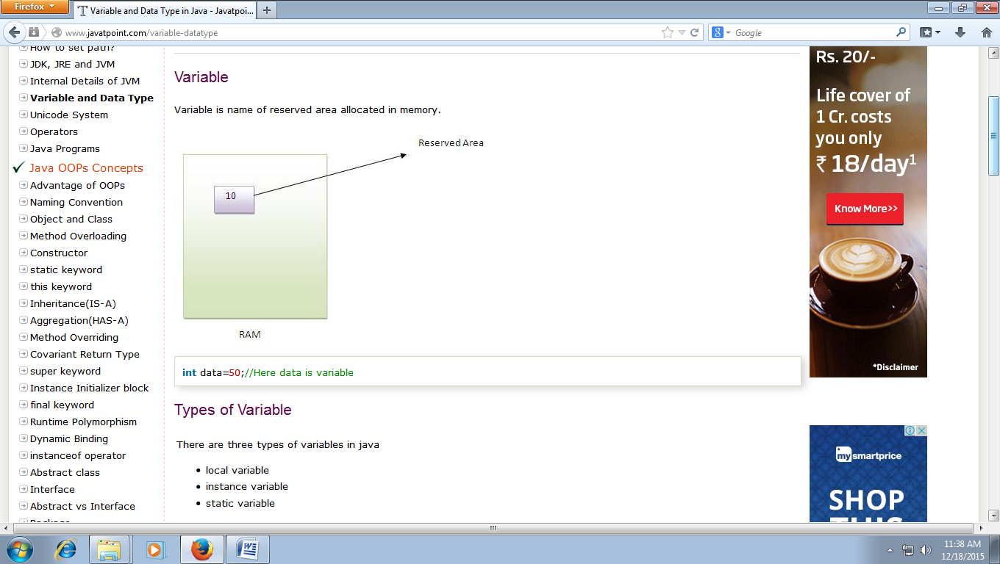 Firefox
Variable and Data Type in Java - Javatpoi...
www.javatpoint.com/variable-datatype
Google
How to set path?
JDK, JRE and JVM
Internal Details of JVM
Variable and Data Type
Unicode System
Operators
Java Programs
Java OOPs Concepts
Advantage of OOPs
Naming Convention
Object and Class
Method Overloading
Constructor
static keyword
this keyword
Inheritance(IS-A)
Aggregation(HAS-A)
Method Overriding
Covariant Return Type
super keyword
Instance Initializer block
final keyword
Runtime Polymorphism
Dynamic Binding
instanceof operator
Abstract class
Interface
Abstract vs Interface
Package
Variable
Variable is name of reserved area allocated in memory.
Reserved Area
10
RAM
int data=50;//Here data is variable
Types of Variable
There are three types of variables in java
local variable
instance variable
static variable
Rs. 20/-
Life cover of
1 Cr. costs
you only
₹ 18/day1
Know More>>
*Disclaimer
mysmartprice
SHOP
THIS
11:38 AM
12/18/2015